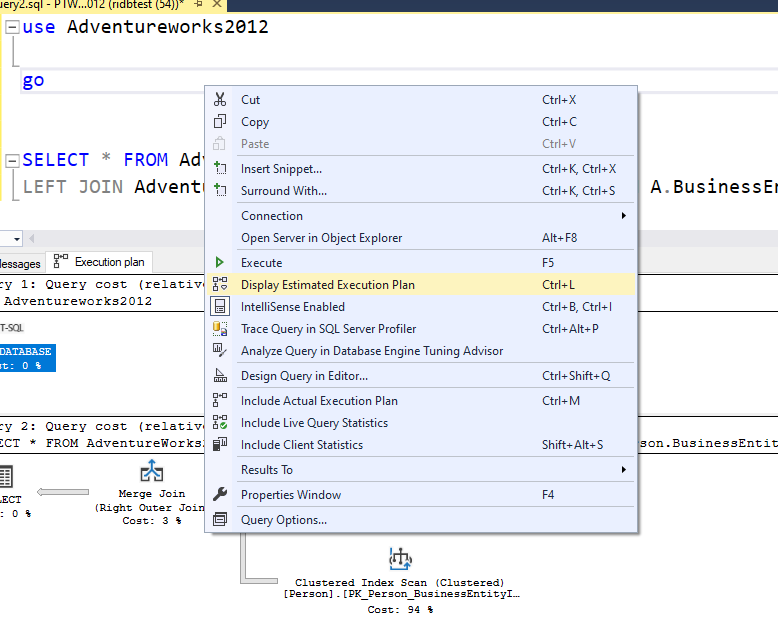 uery2.sql - PTW...012 (ridbtest (54))*
use Adventureworks2012
go
SELECT * FROM Adv
LEFT JOIN Adventu A.BusinessEn
Cut Ctrl+X
Copy Ctrl+C
Paste Ctrl+V
Insert Snippet... Ctrl+K, Ctrl+X
Surround With... Ctrl+K, Ctrl+S
Connection
Open Server in Object Explorer Alt+F8
Execute F5
Display Estimated Execution Plan Ctrl+L
IntelliSense Enabled Ctrl+B, Ctrl+I
Trace Query in SQL Server Profiler Ctrl+Alt+P
Analyze Query in Database Engine Tuning Advisor
Design Query in Editor... Ctrl+Shift+Q
Include Actual Execution Plan Ctrl+M
Include Live Query Statistics
Include Client Statistics Shift+Alt+S
Results To
Properties Window F4
Query Options...
lessages Execution plan
ry 1: Query cost (relative
Adventureworks2012
T-SQL
DATABASE
st: 0 %
ry 2: Query cost (relative
ECT * FROM AdventureWorks son.BusinessEntit
LECT
: 0 %
Merge Join
(Right Outer Join
Cost: 3 %
Clustered Index Scan (Clustered)
[Person].[PK_Person_BusinessEntityI…
Cost: 94 %